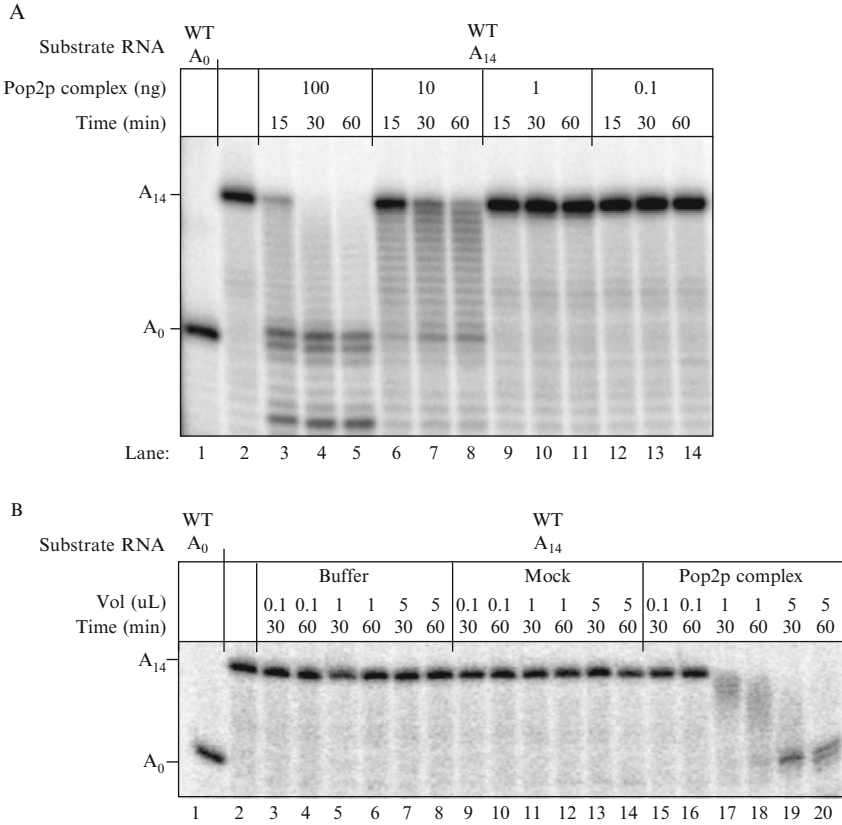 A
WT WT
Substrate RNA A₀ A₁₄
Pop2p complex (ng) 100 10 1 0.1
Time (min) 15 30 60 15 30 60 15 30 60 15 30 60
A₁₄
A₀
Lane: 1 2 3 4 5 6 7 8 9 10 11 12 13 14
B
WT WT
Substrate RNA A₀ A₁₄
Buffer Mock Pop2p complex
Vol (uL) 0.1 0.1 1 1 5 5 0.1 0.1 1 1 5 5 0.1 0.1 1 1 5 5
Time (min) 30 60 30 60 30 60 30 60 30 60 30 60 30 60 30 60 30 60
A₁₄
A₀
1 2 3 4 5 6 7 8 9 10 11 12 13 14 15 16 17 18 19 20